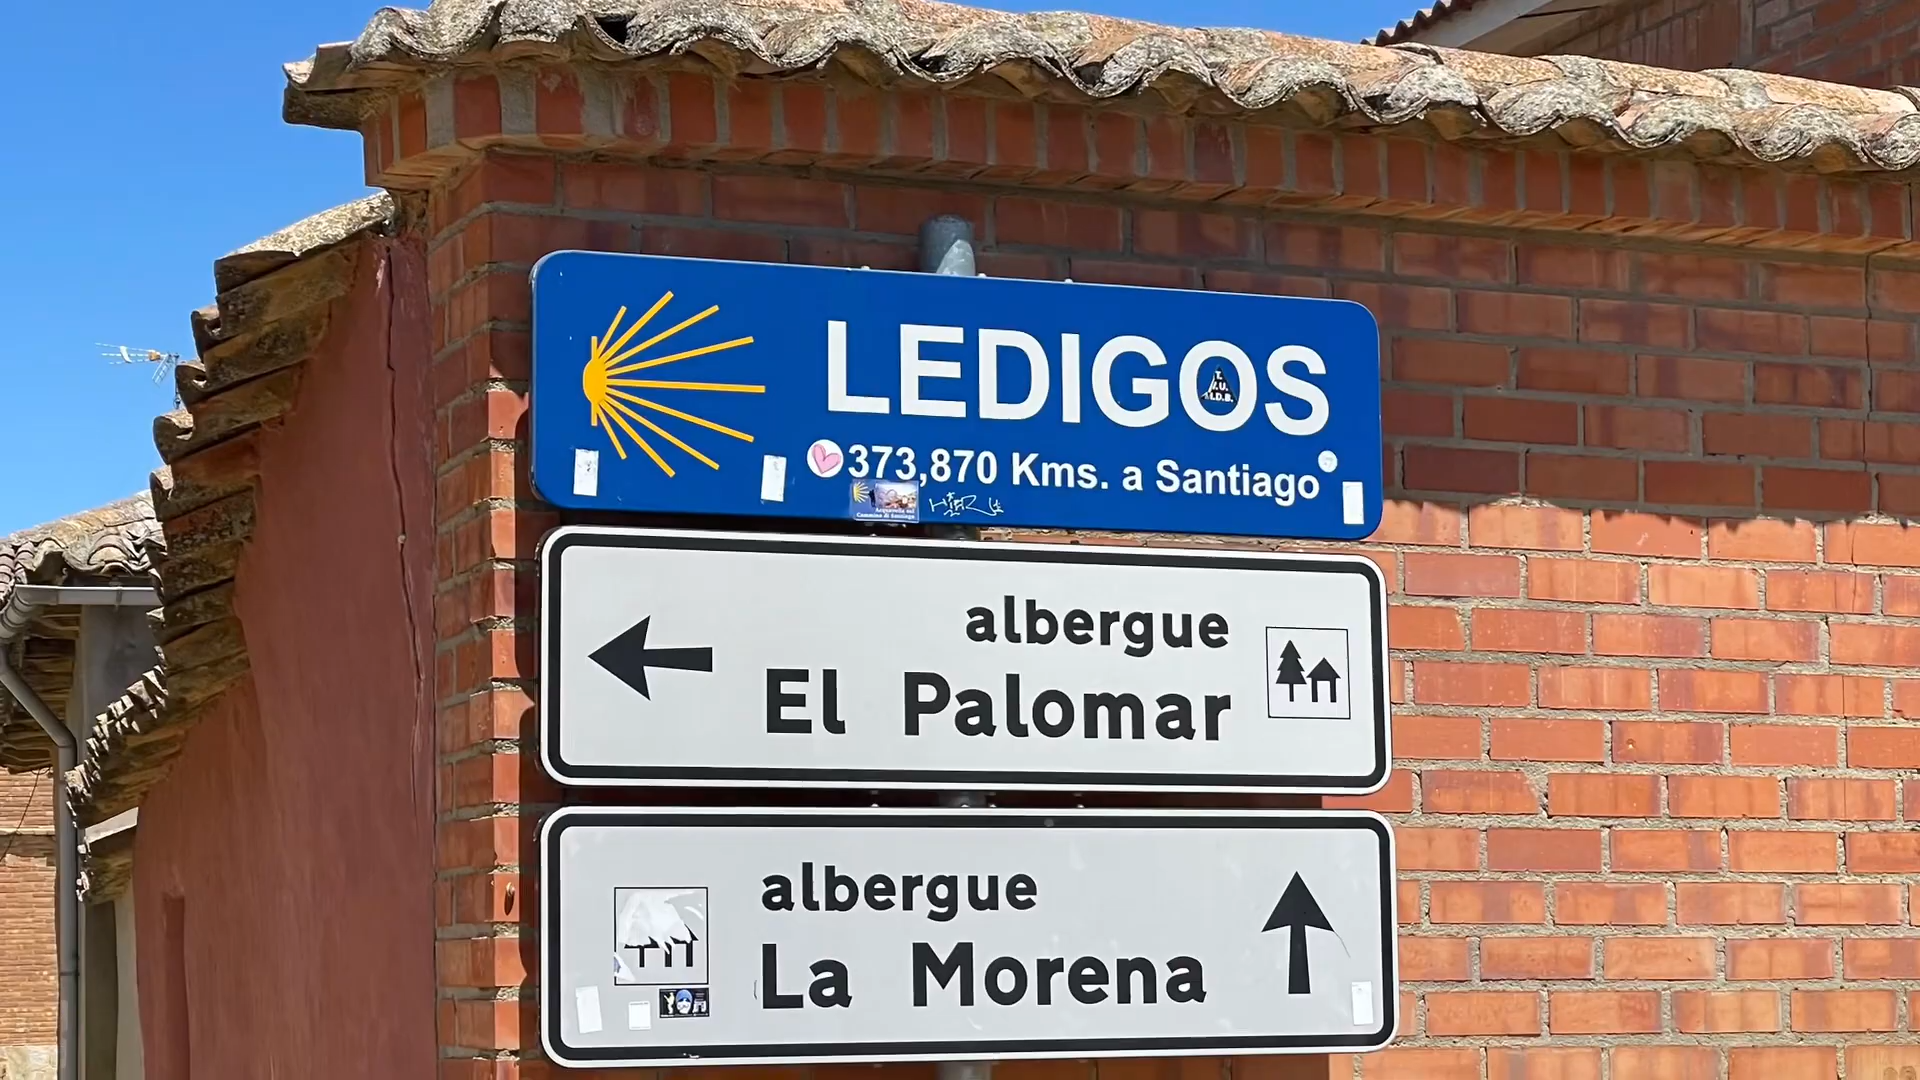 LEDIGOS
373,870 Kms. a Santiago
albergue
El Palomar
albergue
La Morena